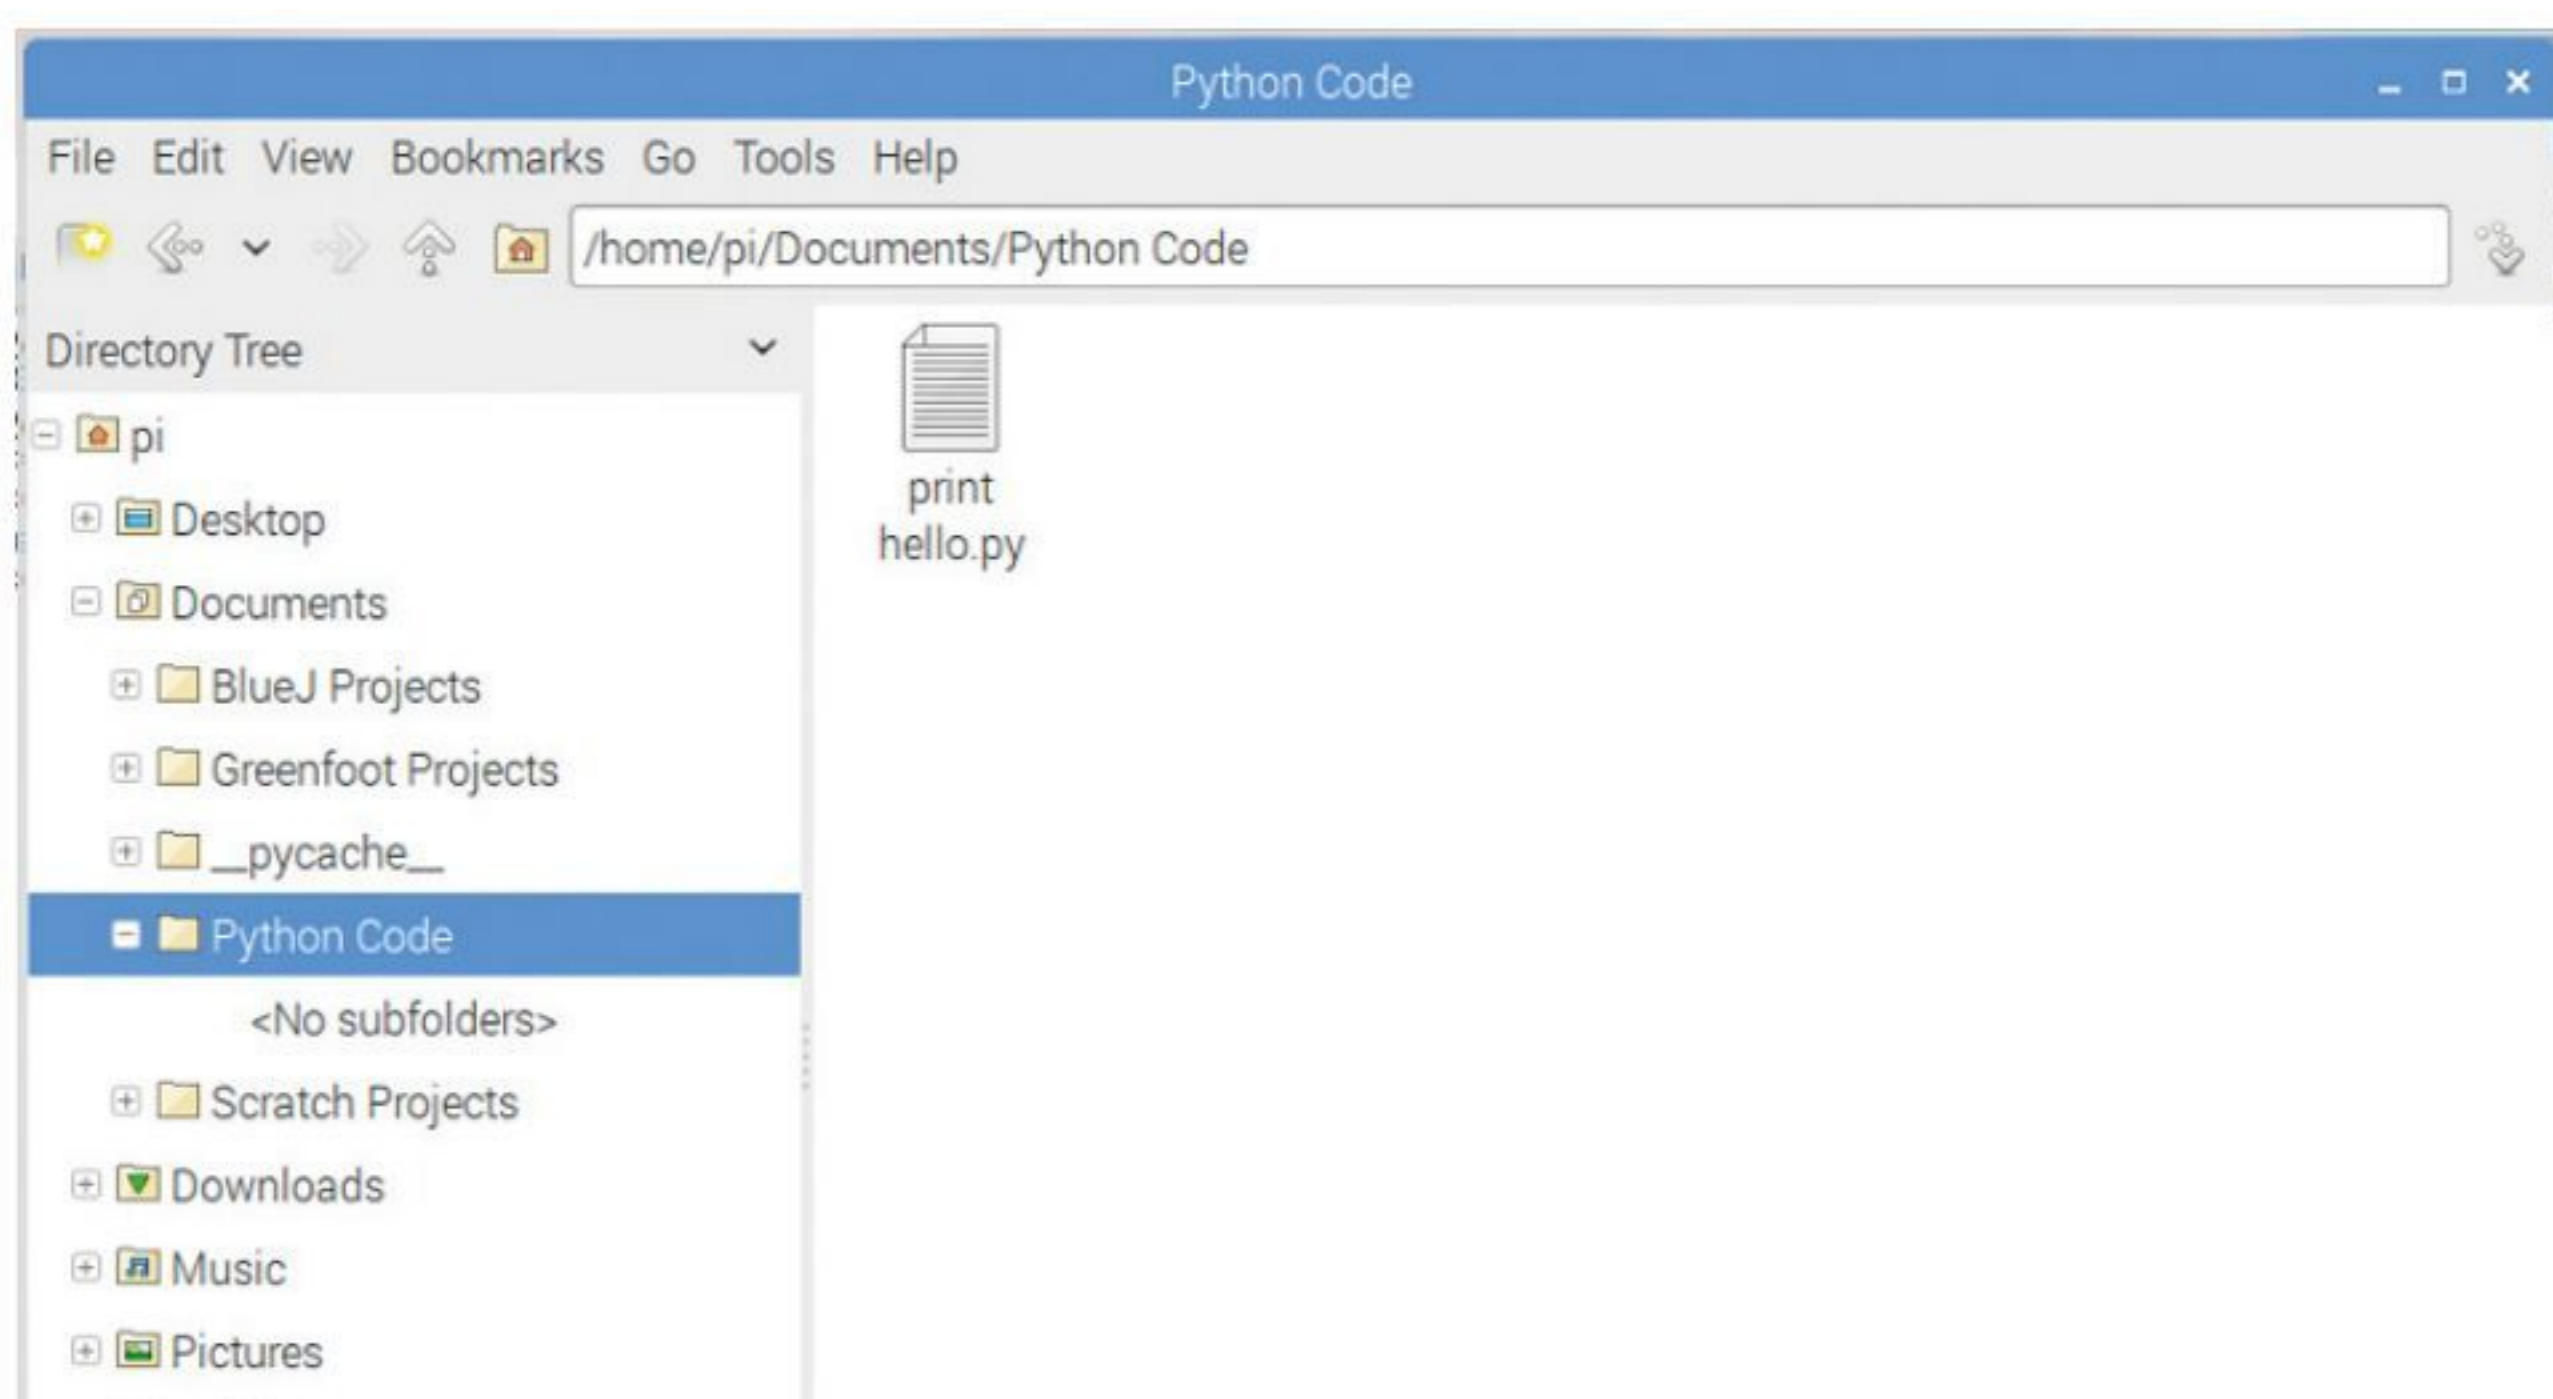 Python Code
File Edit View Bookmarks Go Tools Help
/home/pi/Documents/Python Code
Directory Tree
pi
Desktop
Documents
BlueJ Projects
Greenfoot Projects
__pycache__
Python Code
<No subfolders>
Scratch Projects
Downloads
Music
Pictures
print
hello.py